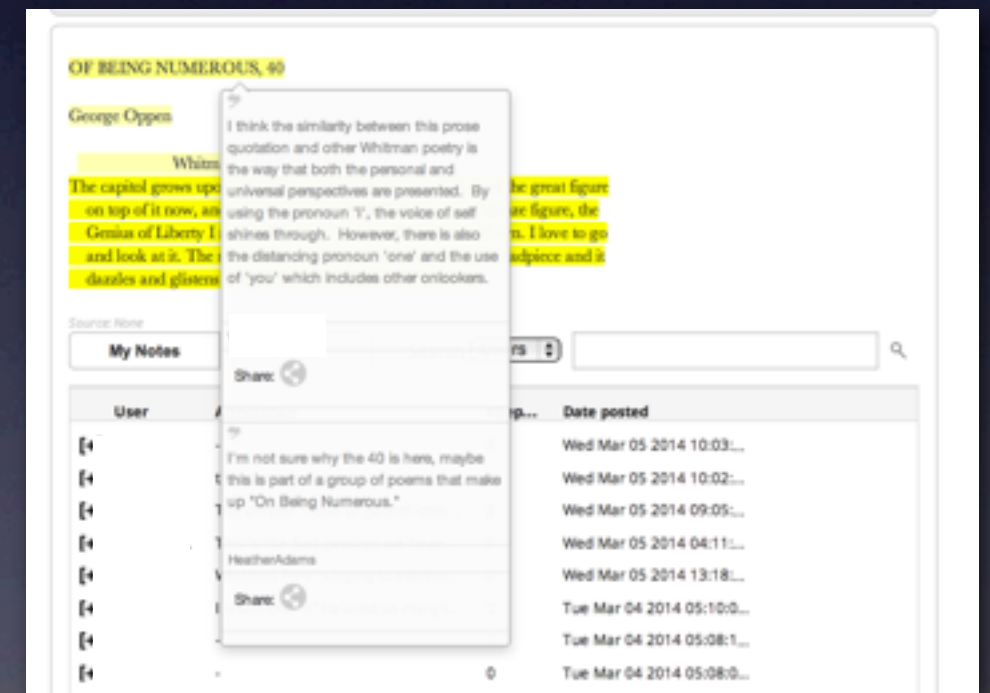 OF BEING NUMEROUS, 40
George Oppen
Whitm
The capitol grows upo he great figure
on top of it now, an ze figure, the
Genius of Liberty I n. I love to go
and look at it. The adpiece and it
dazzles and glistens
I think the similarity between this prose
quotation and other Whitman poetry is
the way that both the personal and
universal perspectives are presented. By
using the pronoun 'I', the voice of self
shines through. However, there is also
the distancing pronoun 'one' and the use
of 'you' which includes other onlookers.
Share:
I'm not sure why the 40 is here, maybe
this is part of a group of poems that make
up "On Being Numerous."
HeatherAdams
Share:
Source: None
My Notes rs
User p... Date posted
[+ - Wed Mar 05 2014 10:03:...
[+ t Wed Mar 05 2014 10:02:...
[+ T Wed Mar 05 2014 09:05:...
[+ T Wed Mar 05 2014 04:11:...
[+ Wed Mar 05 2014 13:18:...
[+ I Tue Mar 04 2014 05:10:0...
[+ - Tue Mar 04 2014 05:08:1...
[+ - 0 Tue Mar 04 2014 05:08:0...